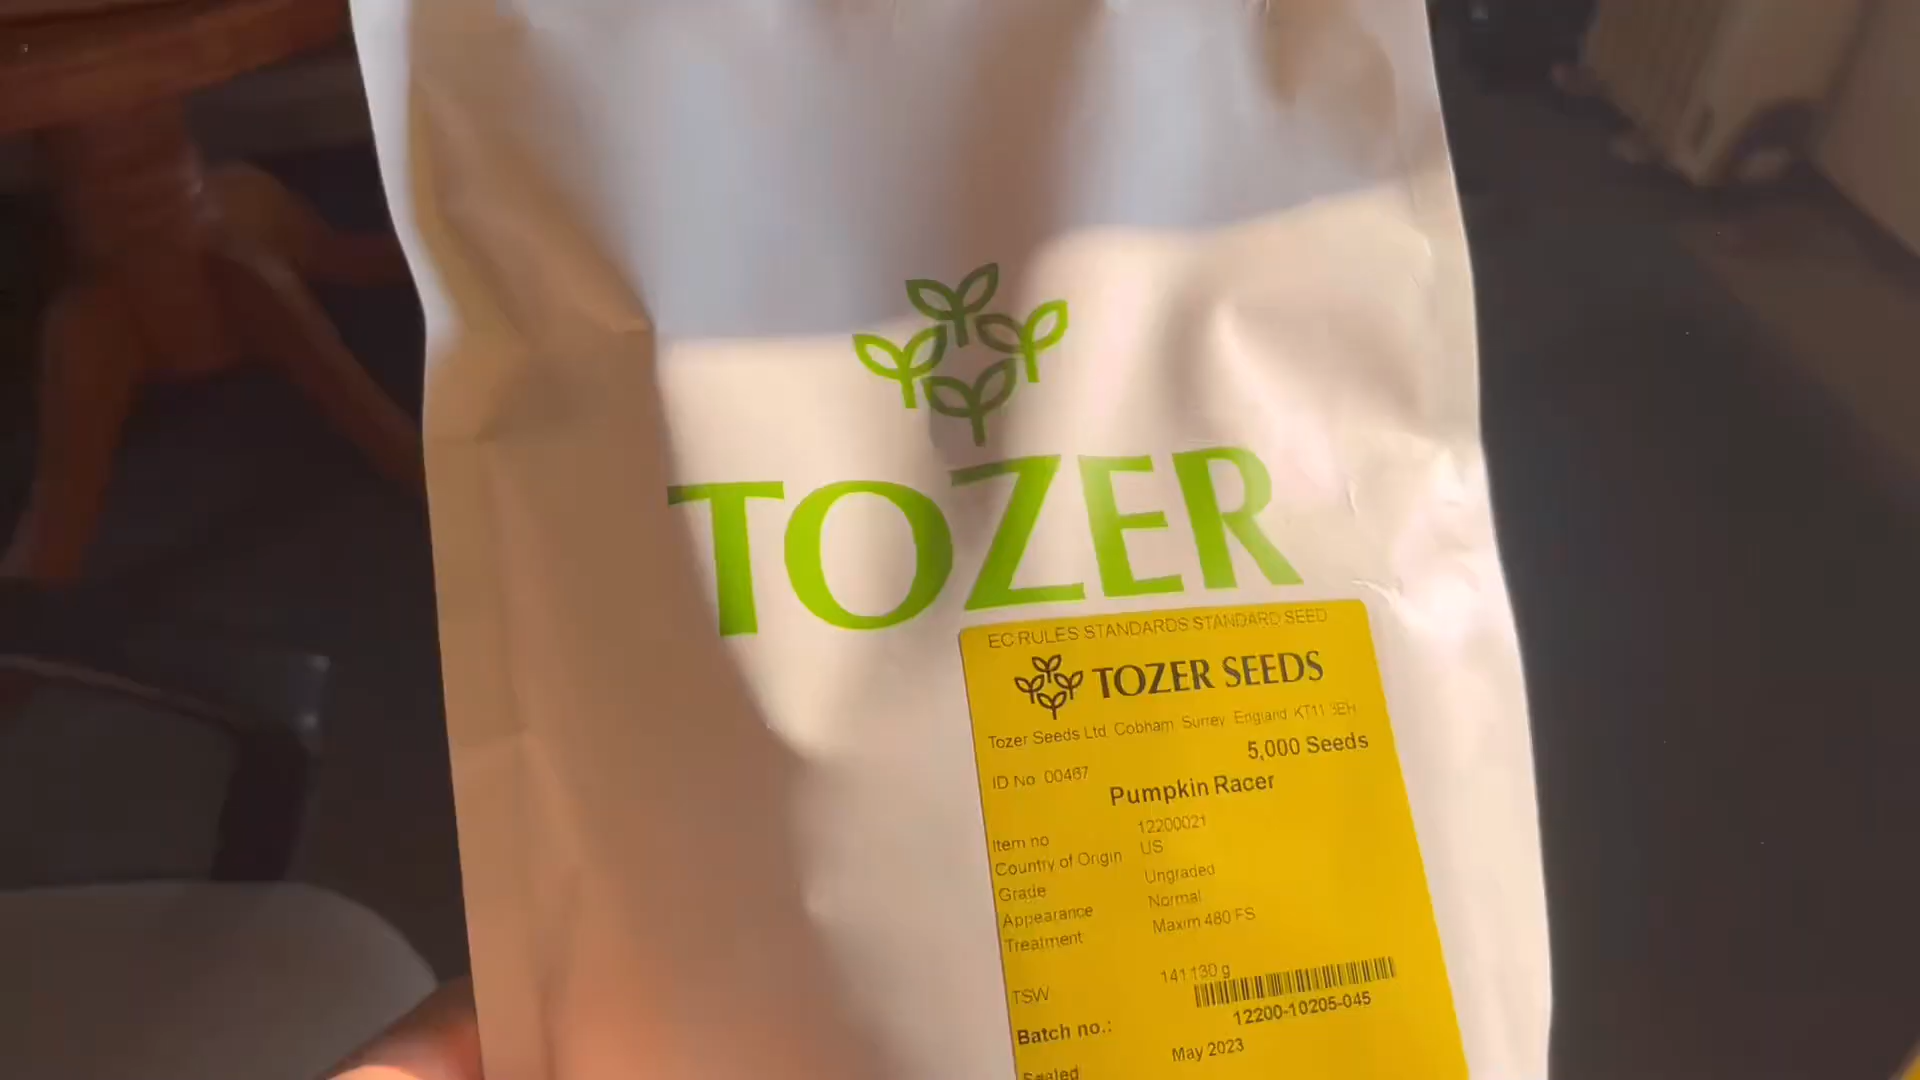 TOZER
EC RULES STANDARDS STANDARD SEED
TOZER SEEDS
Tozer Seeds Ltd. Cobham Surrey England KT11 3EH
5,000 Seeds
ID No 00467
Pumpkin Racer
Item no 12200021
Country of Origin US
Grade Ungraded
Appearance Normal
Treatment Maxim 480 FS
TSW 141.130 g
Batch no.: 12200-10205-045
Sealed May 2023